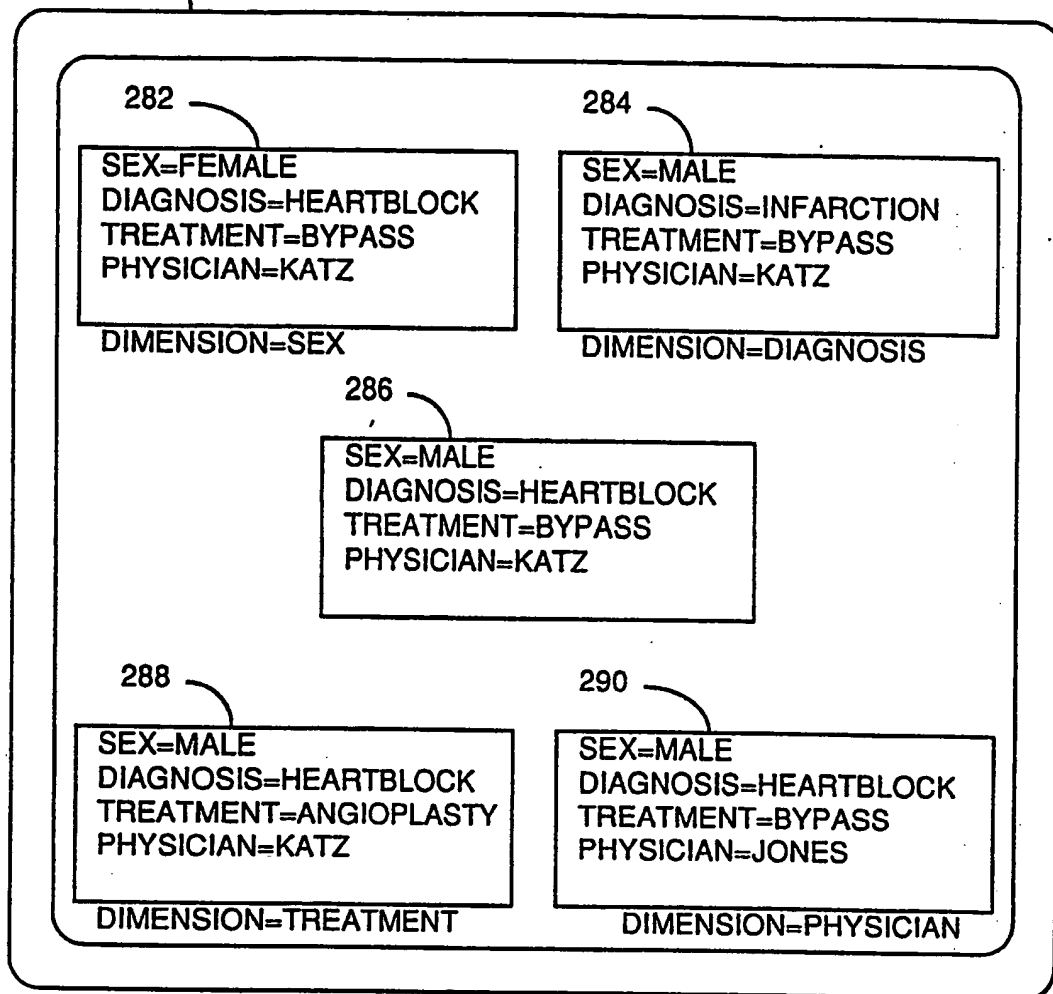 282
SEX=FEMALE
DIAGNOSIS=HEARTBLOCK
TREATMENT=BYPASS
PHYSICIAN=KATZ
DIMENSION=SEX
284
SEX=MALE
DIAGNOSIS=INFARCTION
TREATMENT=BYPASS
PHYSICIAN=KATZ
DIMENSION=DIAGNOSIS
286
SEX=MALE
DIAGNOSIS=HEARTBLOCK
TREATMENT=BYPASS
PHYSICIAN=KATZ
288
SEX=MALE
DIAGNOSIS=HEARTBLOCK
TREATMENT=ANGIOPLASTY
PHYSICIAN=KATZ
DIMENSION=TREATMENT
290
SEX=MALE
DIAGNOSIS=HEARTBLOCK
TREATMENT=BYPASS
PHYSICIAN=JONES
DIMENSION=PHYSICIAN